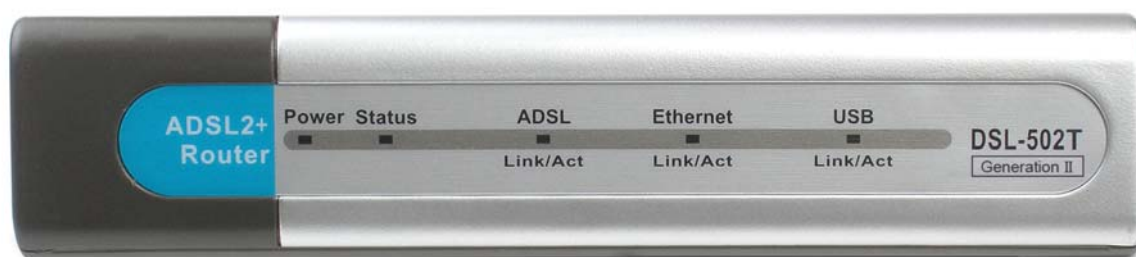 ADSL2+
Router
Power Status ADSL Ethernet USB
Link/Act Link/Act Link/Act
DSL-502T
Generation II